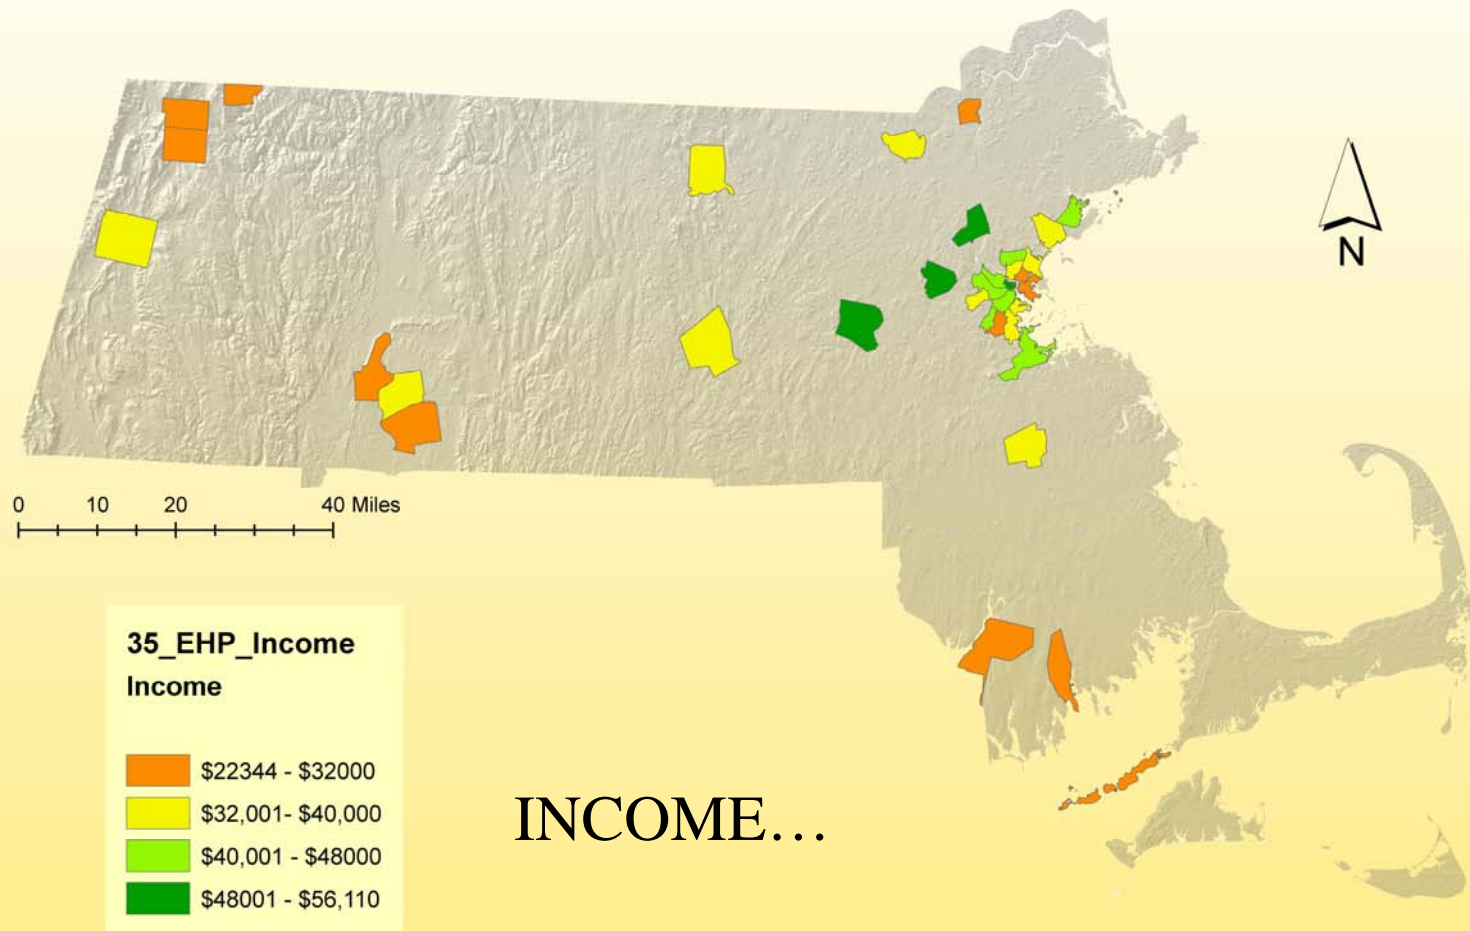 N
0 10 20 40 Miles
35_EHP_Income
Income
$22344 - $32000
$32,001- $40,000
$40,001 - $48000
$48001 - $56,110
INCOME…